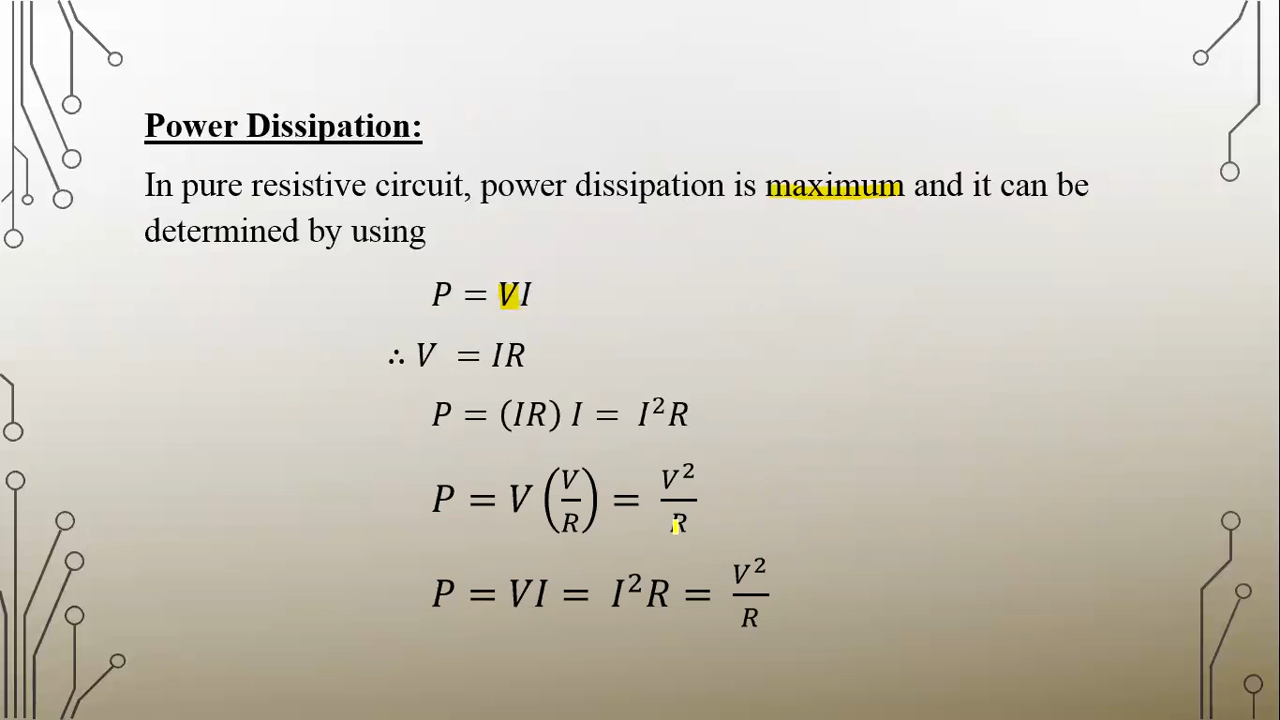 Power Dissipation:
In pure resistive circuit, power dissipation is maximum and it can be
determined by using
P = VI
∴ V = IR
P = (IR) I = I²R
P = V (V/R) = V²/R
P = VI = I²R = V²/R